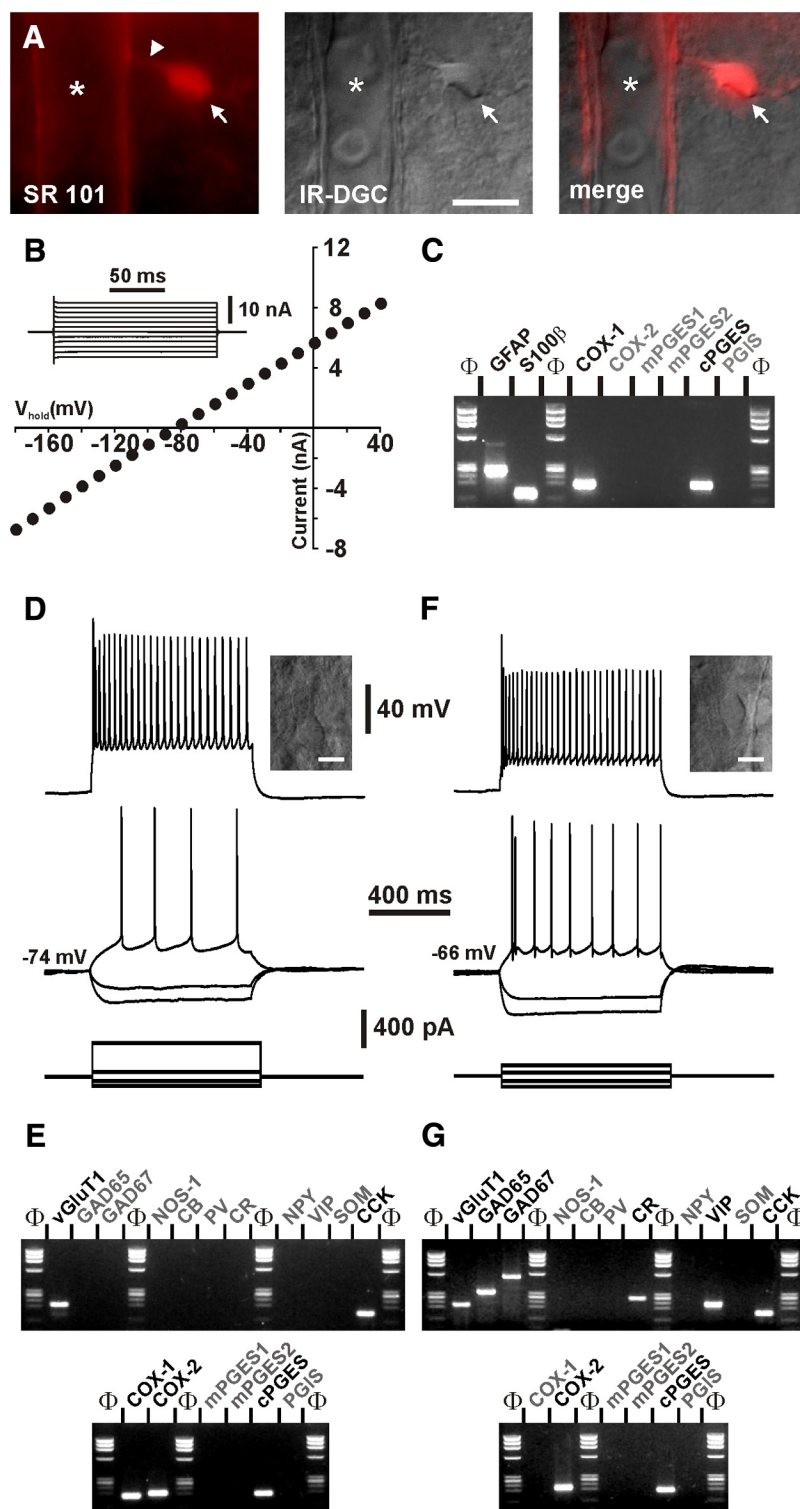 A
SR 101
*
IR-DGC
*
merge
*
B
50 ms
10 nA
12
8
4
V hold (mV)
-160 -120 -80 -40 40
-4
-8
Current (nA)
C
Φ GFAP S100β Φ COX-1 COX-2 mPGES1 mPGES2 cPGES PGIS Φ
D
40 mV
-74 mV
400 ms
400 pA
F
-66 mV
E
Φ vGluT1 GAD65 GAD67 Φ NOS-1 CB PV CR Φ NPY VIP SOM CCK Φ
Φ COX-1 COX-2 Φ mPGES1 mPGES2 cPGES PGIS Φ
G
Φ vGluT1 GAD65 GAD67 Φ NOS-1 CB PV CR Φ NPY VIP SOM CCK Φ
Φ COX-1 COX-2 Φ mPGES1 mPGES2 cPGES PGIS Φ